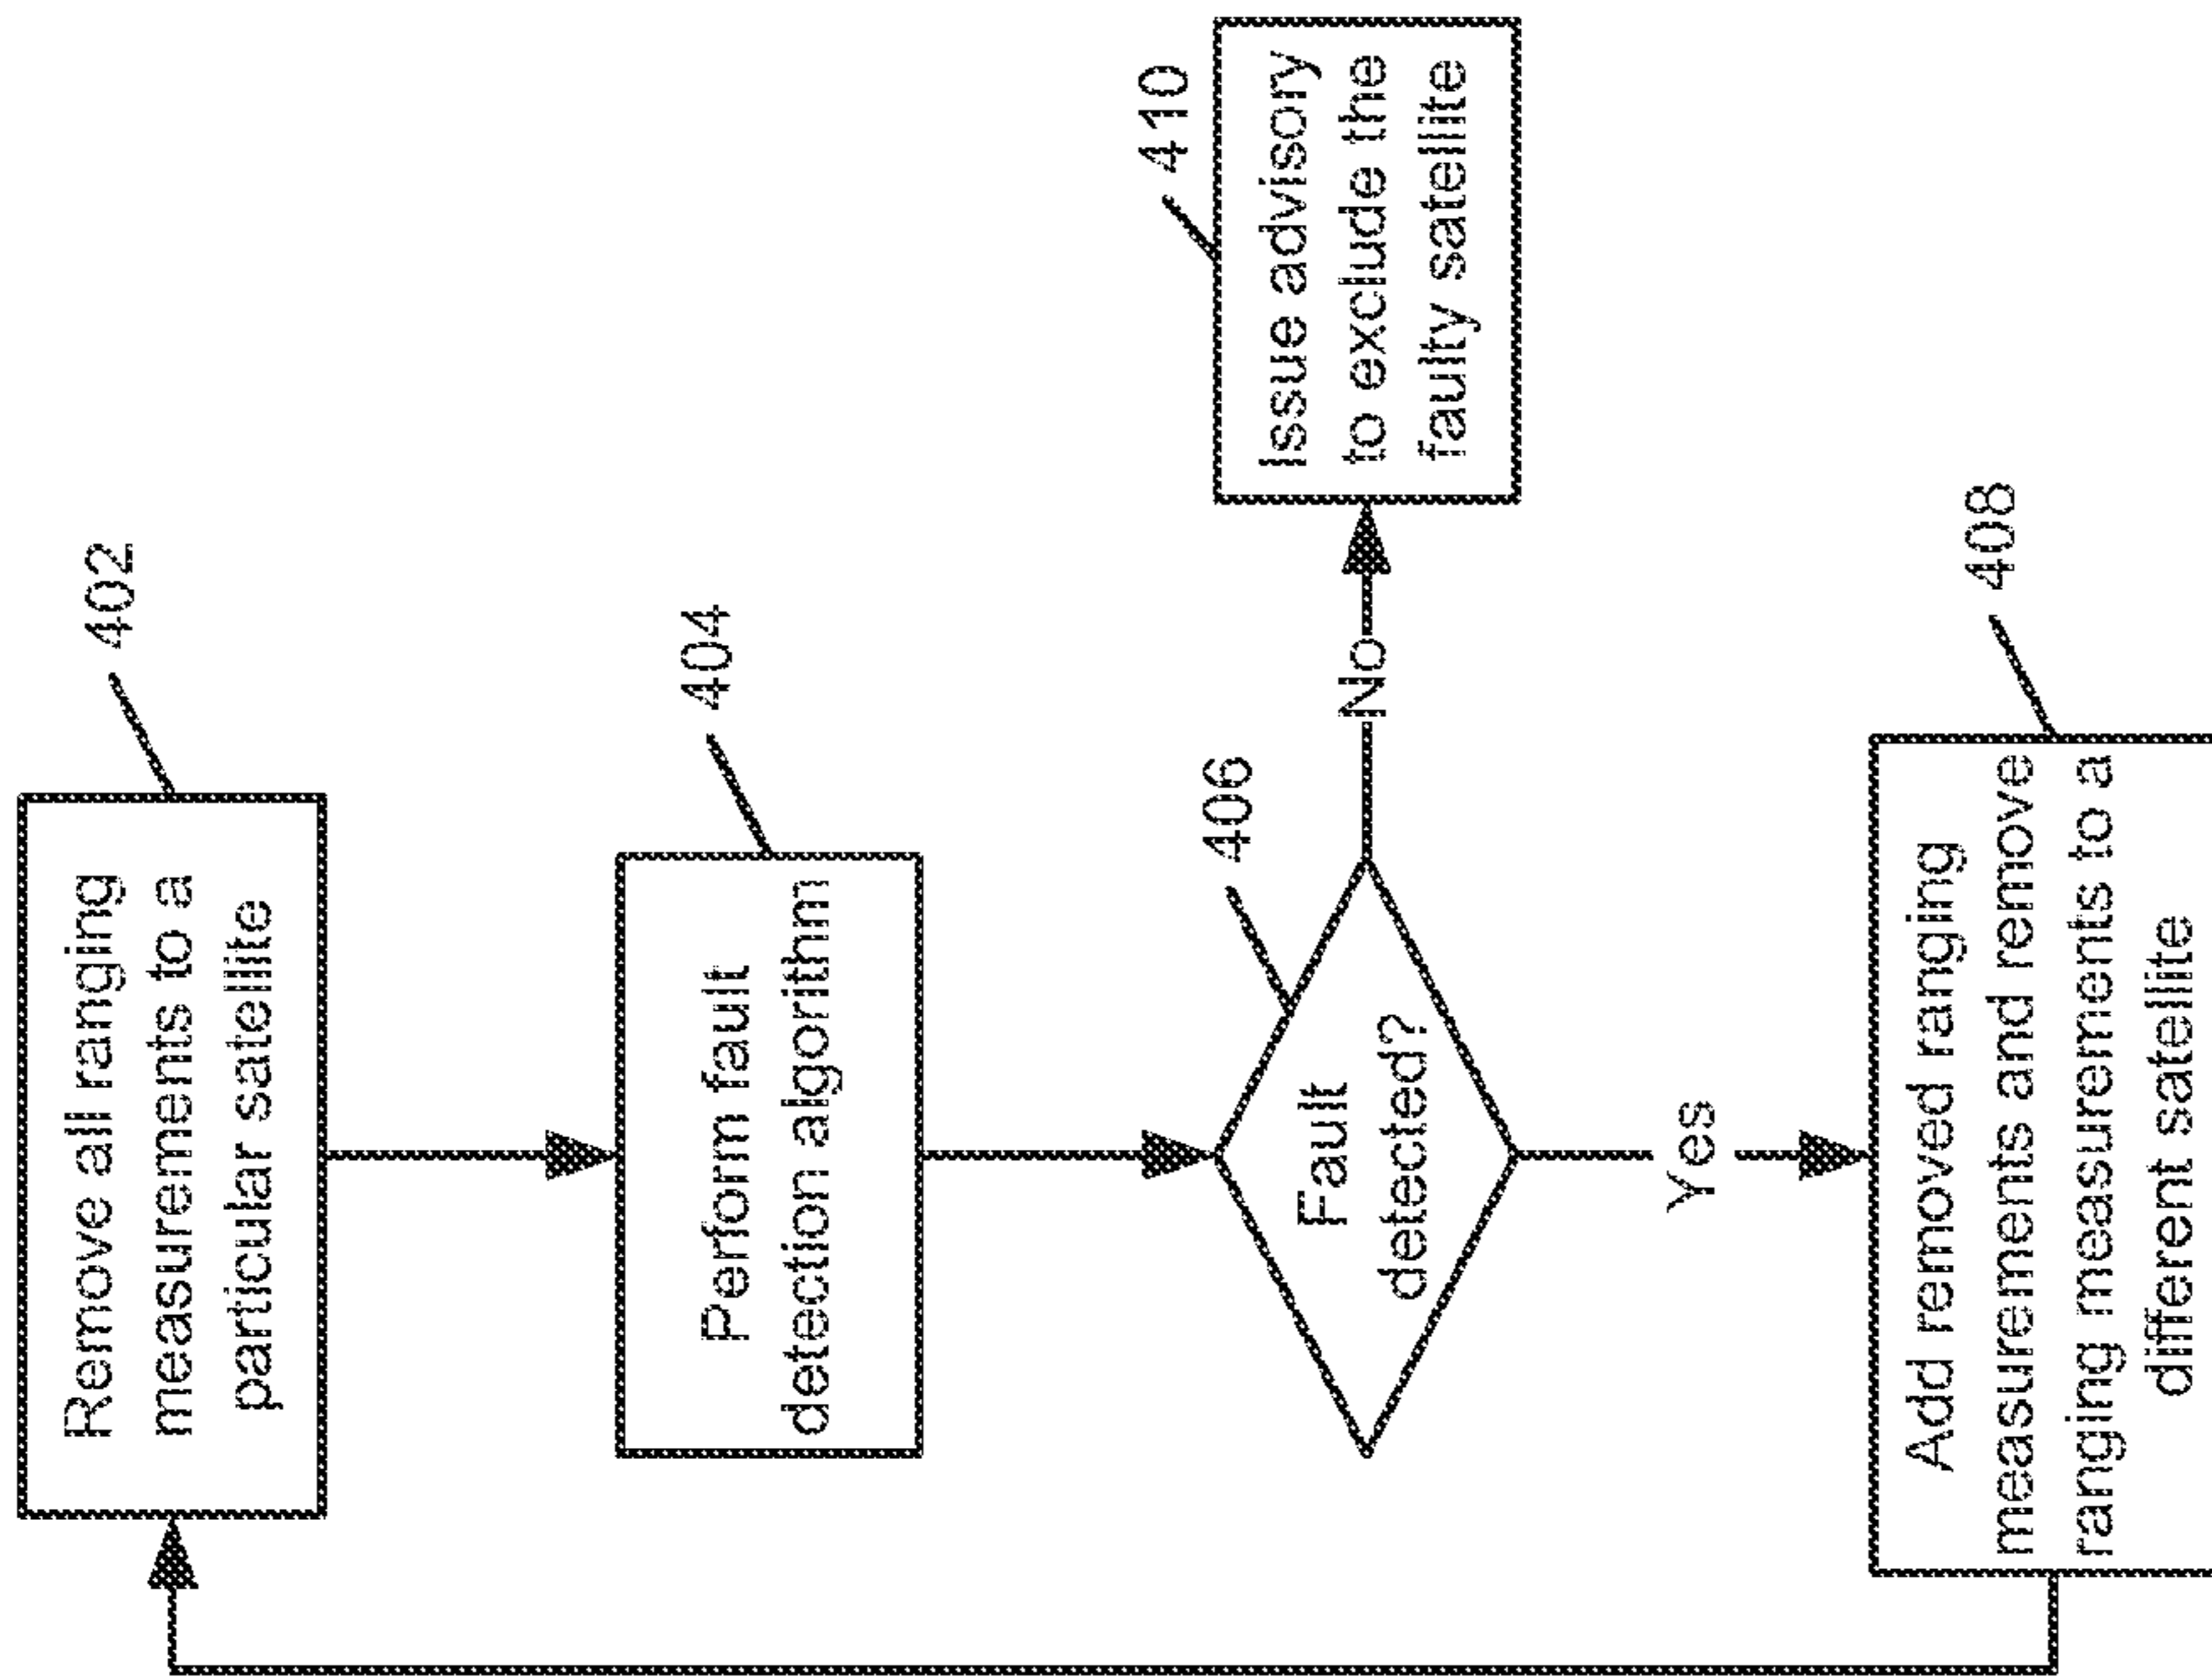 Remove all ranging
measurements to a
particular satellite
402
Perform fault
detection algorithm
404
Fault
detected?
406
No
Issue advisory
to exclude the
faulty satellite
410
Yes
Add removed ranging
measurements and remove
ranging measurements to a
different satellite
408